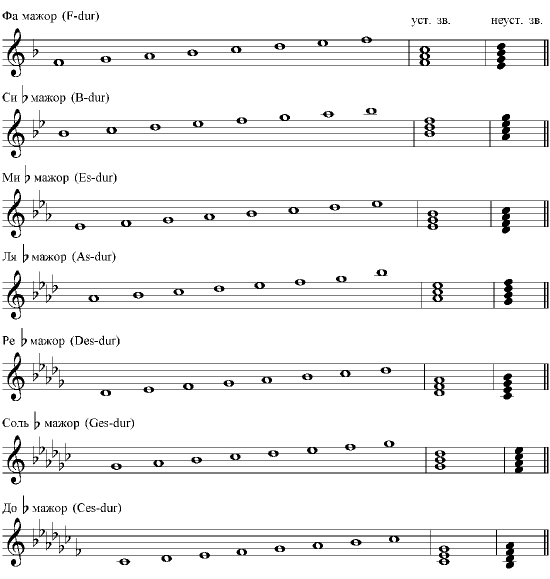 Фа мажор (F-dur) уст. зв. неуст. зв.
Си ♭ мажор (B-dur)
Ми ♭ мажор (Es-dur)
Ля ♭ мажор (As-dur)
Ре ♭ мажор (Des-dur)
Соль ♭ мажор (Ges-dur)
До ♭ мажор (Ces-dur)